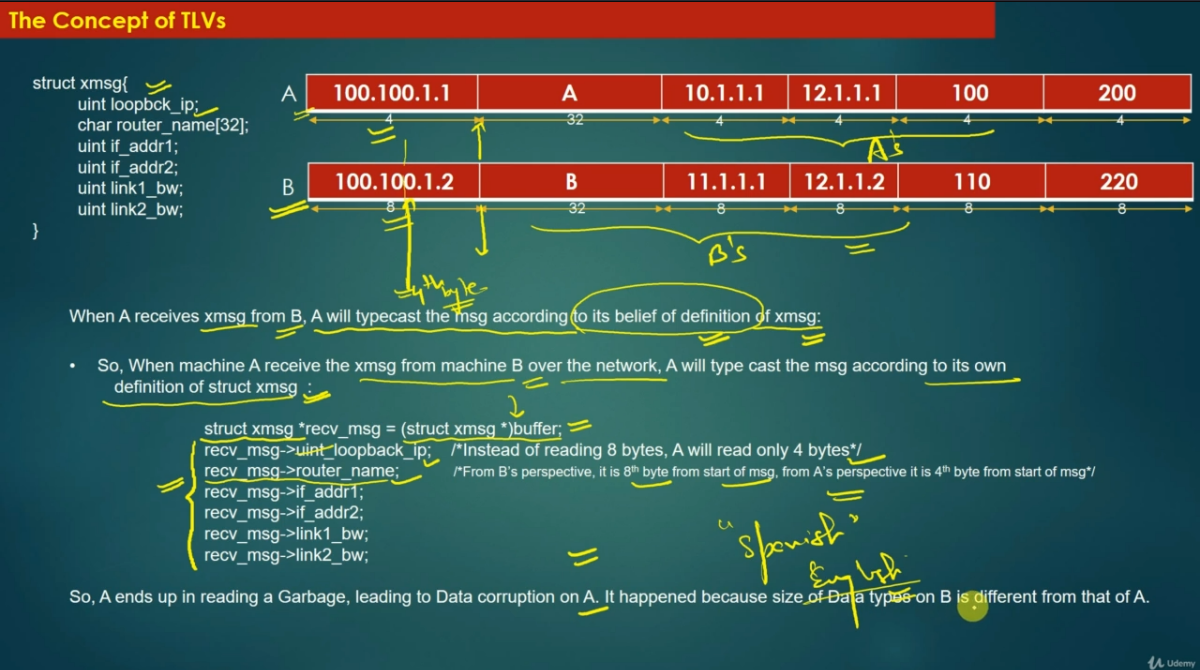 The Concept of TLVs
struct xmsg{
uint loopbck_ip;
char router_name[32];
uint if_addr1;
uint if_addr2;
uint link1_bw;
uint link2_bw;
}
A 100.100.1.1 A 10.1.1.1 12.1.1.1 100 200
4 32 4 4 4 4
A's
B 100.100.1.2 B 11.1.1.1 12.1.1.2 110 220
8 32 8 8 8 8
B's
4th byte
When A receives xmsg from B, A will typecast the msg according to its belief of definition of xmsg:
• So, When machine A receive the xmsg from machine B over the network, A will type cast the msg according to its own
definition of struct xmsg :
struct xmsg *recv_msg = (struct xmsg *)buffer;
recv_msg->uint_loopback_ip; /*Instead of reading 8 bytes, A will read only 4 bytes*/
recv_msg->router_name; /*From B's perspective, it is 8th byte from start of msg, from A's perspective it is 4th byte from start of msg*/
recv_msg->if_addr1;
recv_msg->if_addr2;
recv_msg->link1_bw;
recv_msg->link2_bw;
"Spanish"
English
So, A ends up in reading a Garbage, leading to Data corruption on A. It happened because size of Data types on B is different from that of A.
Udemy